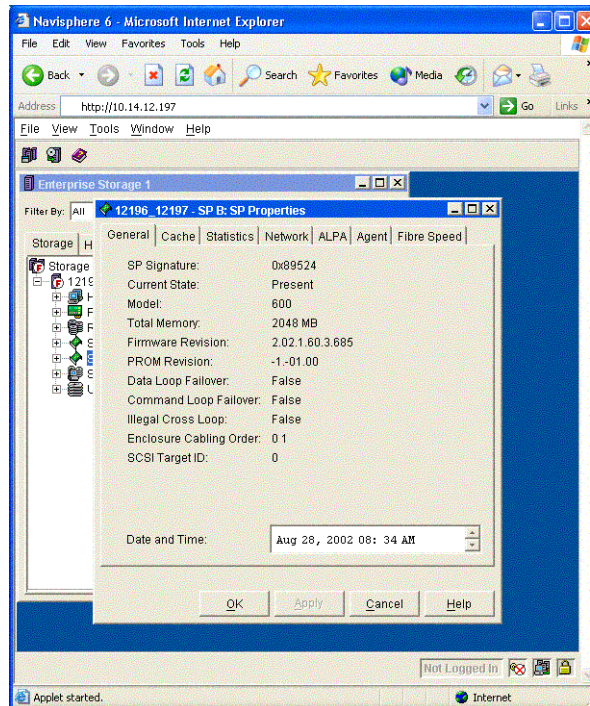 Navisphere 6 - Microsoft Internet Explorer
File Edit View Favorites Tools Help
Back Search Favorites Media
Address http://10.14.12.197 Go Links
File View Tools Window Help
Enterprise Storage 1
Filter By: All
12196_12197 - SP B: SP Properties
Storage H
General Cache Statistics Network ALPA Agent Fibre Speed
Storage
1219
H
F
R
S
S
U
SP Signature: 0x89524
Current State: Present
Model: 600
Total Memory: 2048 MB
Firmware Revision: 2.02.1.60.3.685
PROM Revision: -1.-01.00
Data Loop Failover: False
Command Loop Failover: False
Illegal Cross Loop: False
Enclosure Cabling Order: 0 1
SCSI Target ID: 0
Date and Time: Aug 28, 2002 08: 34 AM
OK Apply Cancel Help
Not Logged In
Applet started. Internet